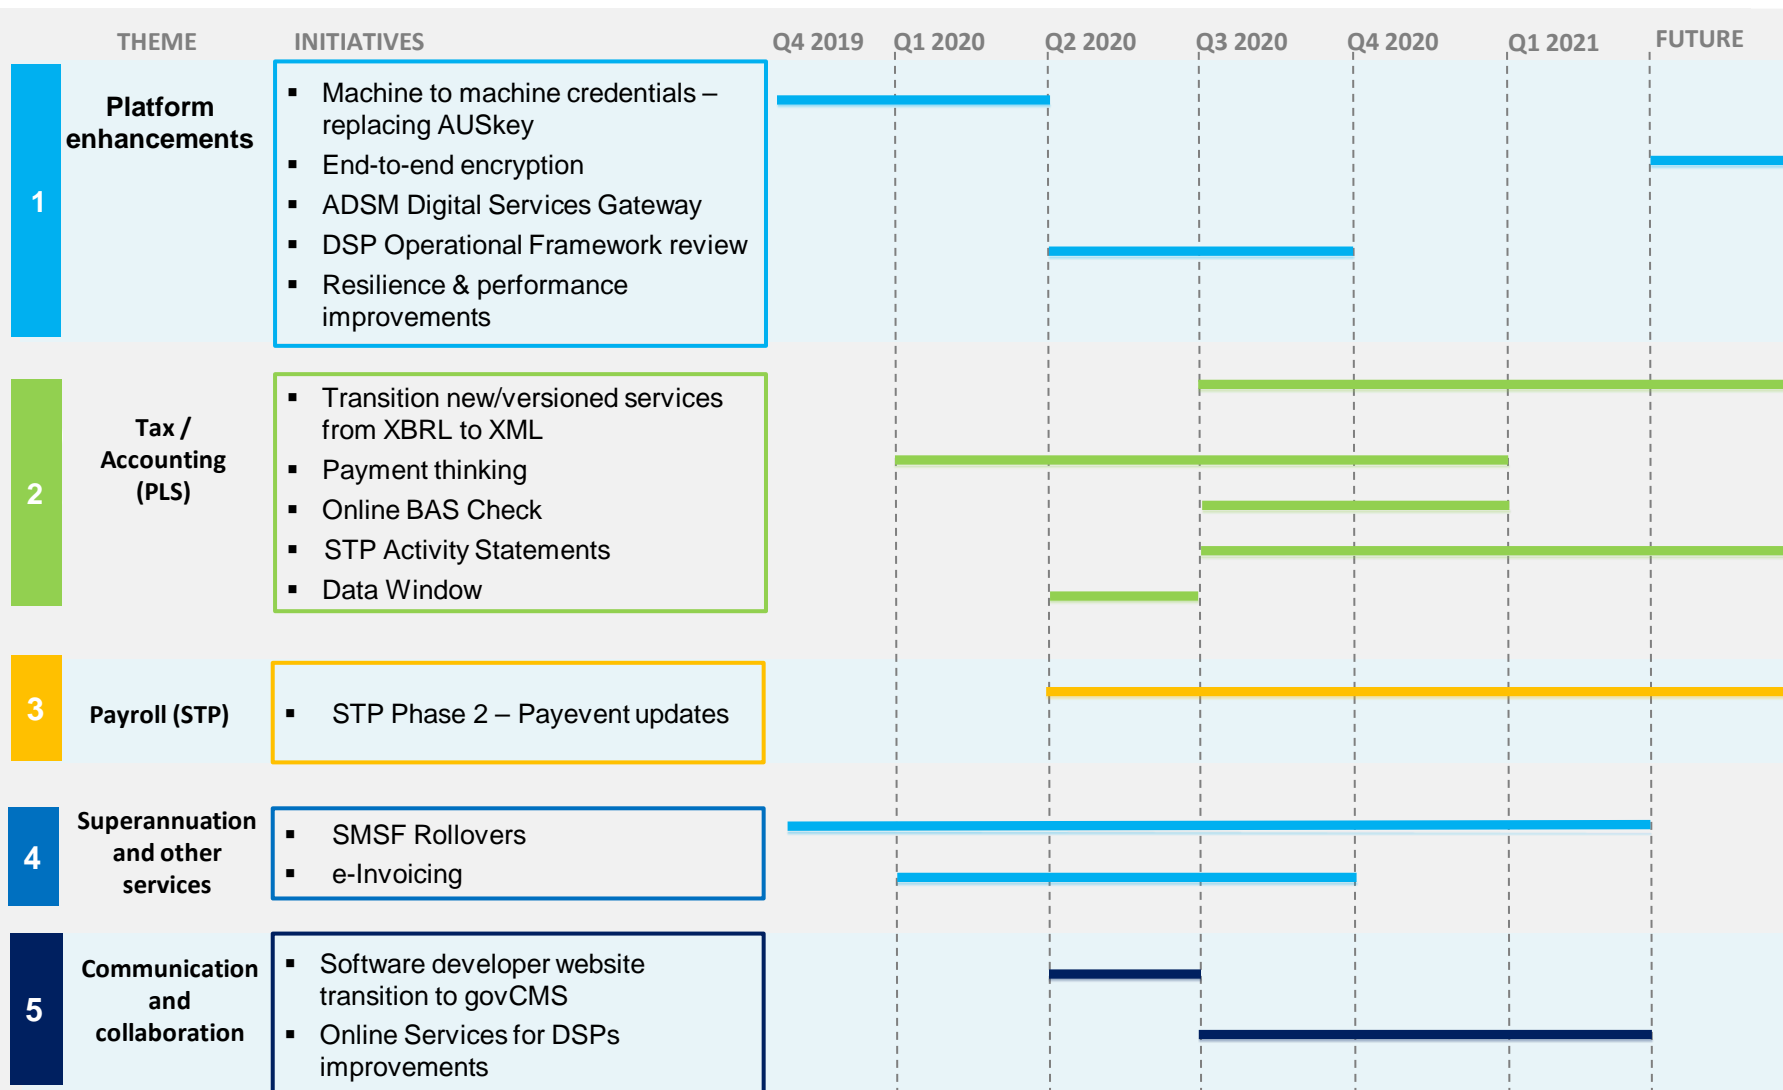 THEME INITIATIVES Q4 2019 Q1 2020 Q2 2020 Q3 2020 Q4 2020 Q1 2021 FUTURE
1
Platform
enhancements
▪ Machine to machine credentials –
replacing AUSkey
▪ End-to-end encryption
▪ ADSM Digital Services Gateway
▪ DSP Operational Framework review
▪ Resilience & performance
improvements
2
Tax /
Accounting
(PLS)
▪ Transition new/versioned services
from XBRL to XML
▪ Payment thinking
▪ Online BAS Check
▪ STP Activity Statements
▪ Data Window
3
Payroll (STP)
▪ STP Phase 2 – Payevent updates
4
Superannuation
and other
services
▪ SMSF Rollovers
▪ e-Invoicing
5
Communication
and
collaboration
▪ Software developer website
transition to govCMS
▪ Online Services for DSPs
improvements